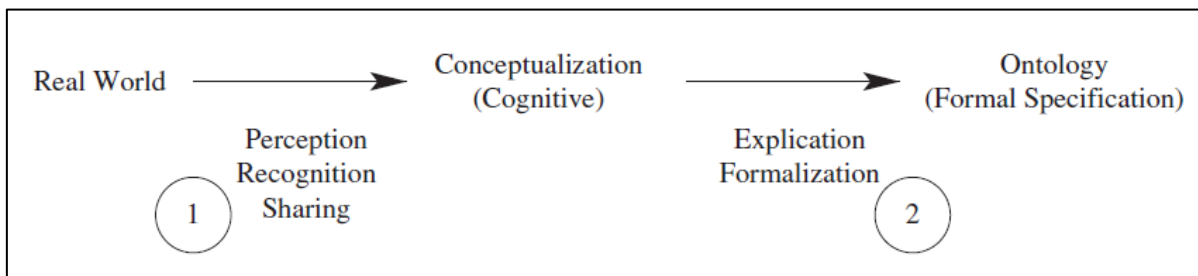 Real World
Conceptualization
(Cognitive)
Ontology
(Formal Specification)
Perception
Recognition
Sharing
Explication
Formalization
1
2